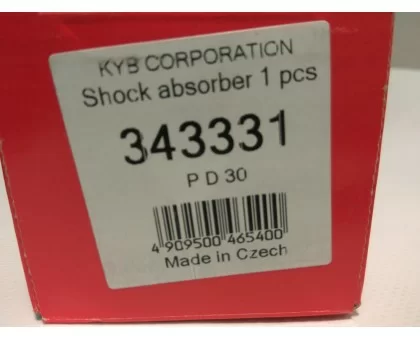 KYB CORPORATION
Shock absorber 1 pcs
343331
P D 30
4 909500 465400
Made in Czech